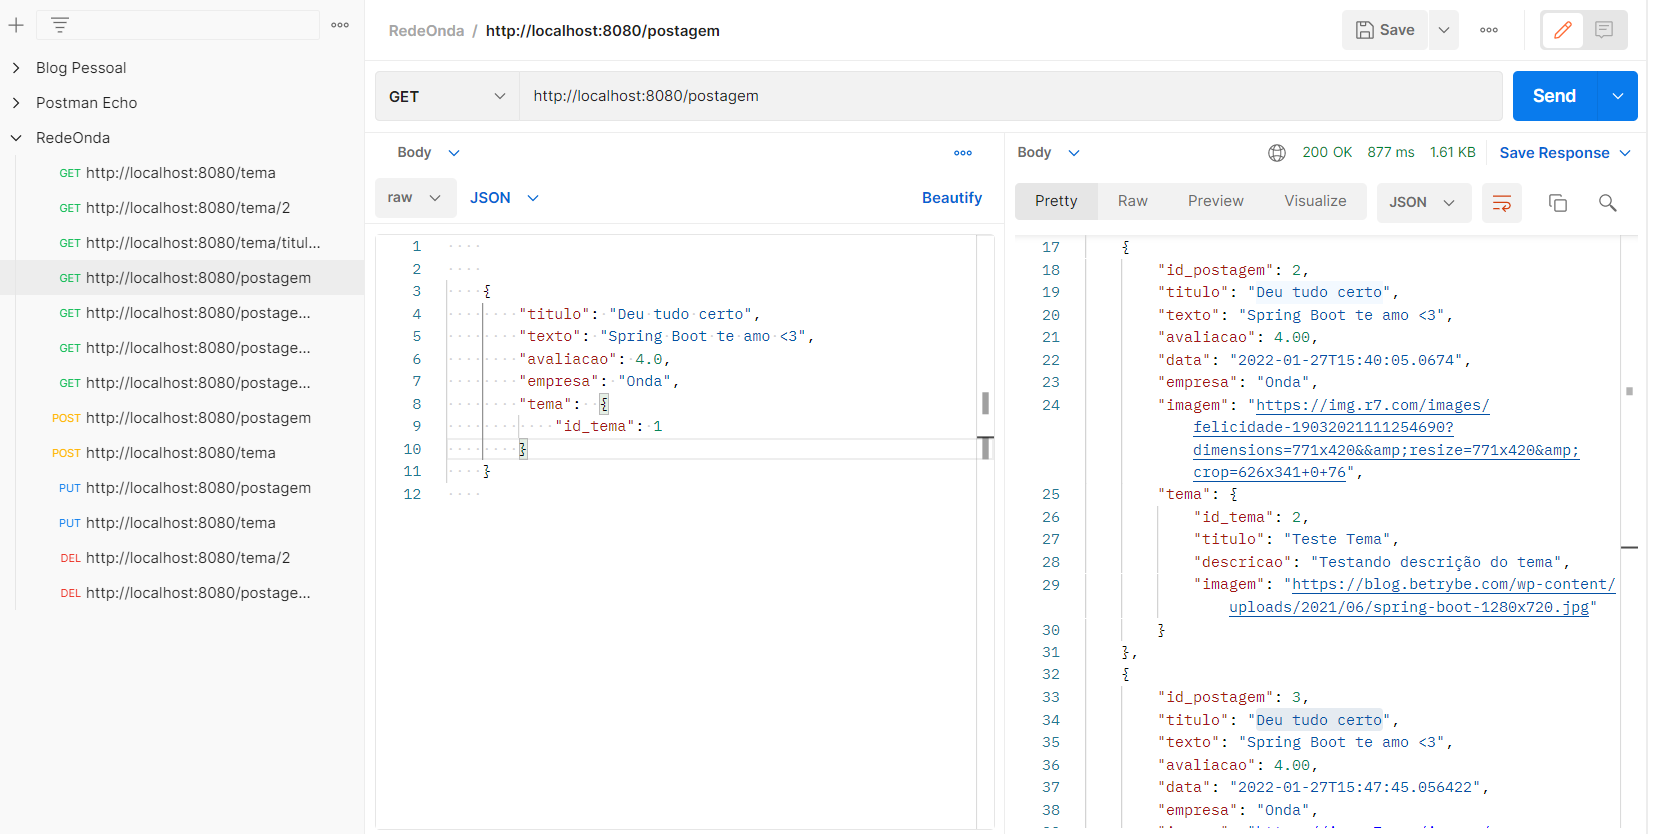 RedeOnda / http://localhost:8080/postagem
Save
Blog Pessoal
Postman Echo
RedeOnda
GET http://localhost:8080/tema
GET http://localhost:8080/tema/2
GET http://localhost:8080/tema/titul...
GET http://localhost:8080/postagem
GET http://localhost:8080/postage...
GET http://localhost:8080/postage...
GET http://localhost:8080/postage...
POST http://localhost:8080/postagem
POST http://localhost:8080/tema
PUT http://localhost:8080/postagem
PUT http://localhost:8080/tema
DEL http://localhost:8080/tema/2
DEL http://localhost:8080/postage...
GET http://localhost:8080/postagem Send
Body
raw JSON Beautify
1
2
3 {
4 "titulo": "Deu tudo certo",
5 "texto": "Spring Boot te amo <3",
6 "avaliacao": 4.0,
7 "empresa": "Onda",
8 "tema": {
9 "id_tema": 1
10 }
11 }
12
Body 200 OK 877 ms 1.61 KB Save Response
Pretty Raw Preview Visualize JSON
17 {
18 "id_postagem": 2,
19 "titulo": "Deu tudo certo",
20 "texto": "Spring Boot te amo <3",
21 "avaliacao": 4.00,
22 "data": "2022-01-27T15:40:05.0674",
23 "empresa": "Onda",
24 "imagem": "https://img.r7.com/images/
felicidade-19032021111254690?
dimensions=771x420&&amp;resize=771x420&amp;
crop=626x341+0+76",
25 "tema": {
26 "id_tema": 2,
27 "titulo": "Teste Tema",
28 "descricao": "Testando descrição do tema",
29 "imagem": "https://blog.betrybe.com/wp-content/
uploads/2021/06/spring-boot-1280x720.jpg"
30 }
31 },
32 {
33 "id_postagem": 3,
34 "titulo": "Deu tudo certo",
35 "texto": "Spring Boot te amo <3",
36 "avaliacao": 4.00,
37 "data": "2022-01-27T15:47:45.056422",
38 "empresa": "Onda",